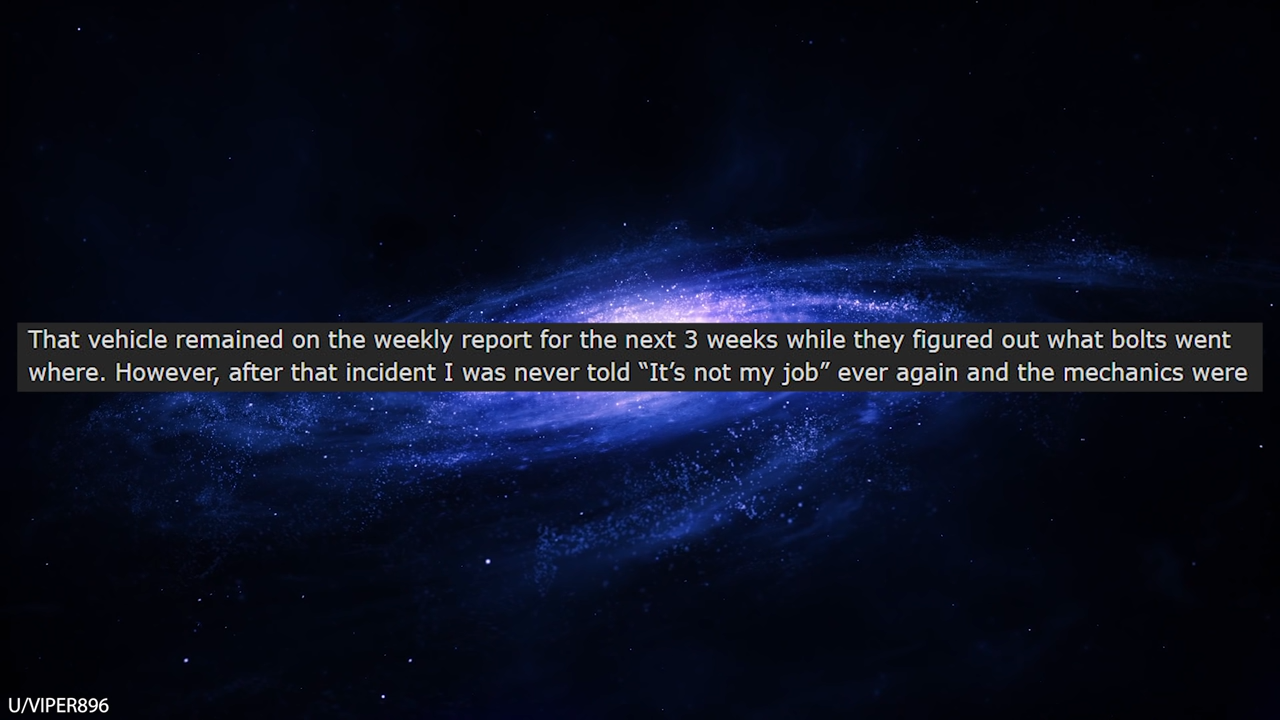 That vehicle remained on the weekly report for the next 3 weeks while they figured out what bolts went
where. However, after that incident I was never told “It’s not my job” ever again and the mechanics were
U/VIPER896